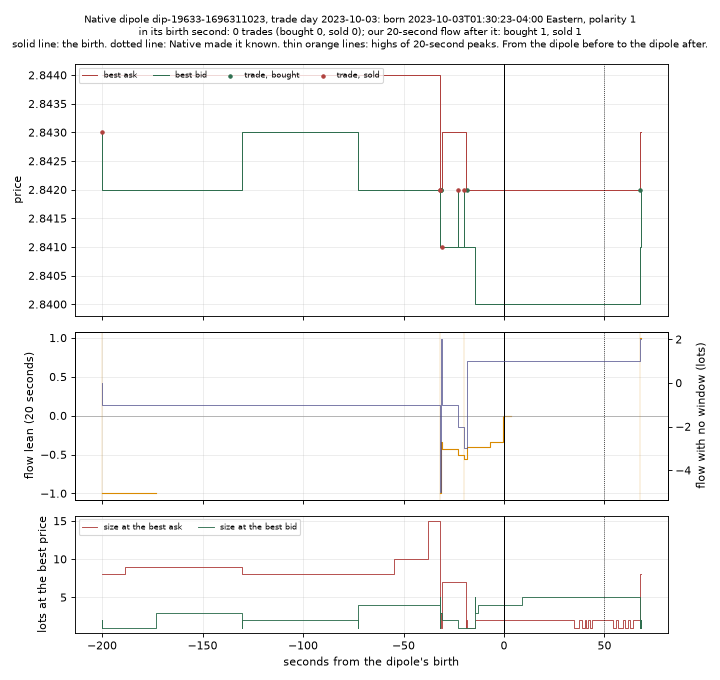 Native dipole dip-19633-1696311023, trade day 2023-10-03: born 2023-10-03T01:30:23-04:00 Eastern, polarity 1
in its birth second: 0 trades (bought 0, sold 0); our 20-second flow after it: bought 1, sold 1
solid line: the birth. dotted line: Native made it known. thin orange lines: highs of 20-second peaks. From the dipole before to the dipole after.
best ask
best bid
trade, bought
trade, sold
2.8440
2.8435
2.8430
2.8425
2.8420
2.8415
2.8410
2.8405
2.8400
price
1.0
0.5
0.0
−0.5
−1.0
flow lean (20 seconds)
2
0
−2
−4
flow with no window (lots)
size at the best ask
size at the best bid
15
10
5
lots at the best price
−200
−150
−100
−50
0
50
seconds from the dipole's birth